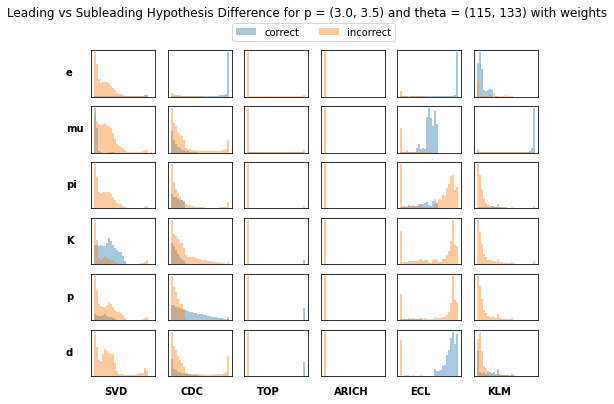 Leading vs Subleading Hypothesis Difference for p = (3.0, 3.5) and theta = (115, 133) with weights
correct incorrect
e
mu
pi
K
p
d
SVD CDC TOP ARICH ECL KLM